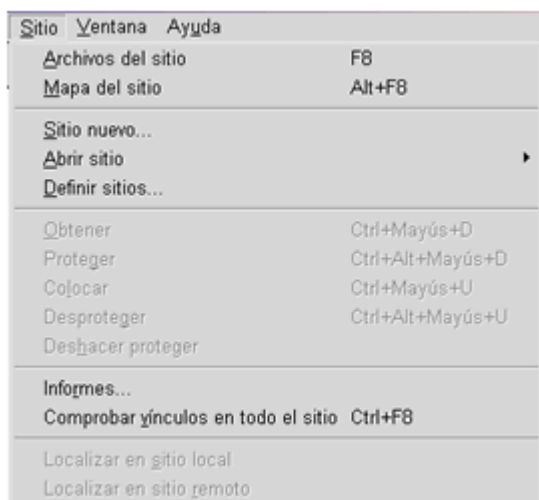 Sitio Ventana Ayuda
Archivos del sitio F8
Mapa del sitio Alt+F8
Sitio nuevo...
Abrir sitio
Definir sitios...
Obtener Ctrl+Mayús+D
Proteger Ctrl+Alt+Mayús+D
Colocar Ctrl+Mayús+U
Desproteger Ctrl+Alt+Mayús+U
Deshacer proteger
Informes...
Comprobar vínculos en todo el sitio Ctrl+F8
Localizar en sitio local
Localizar en sitio remoto